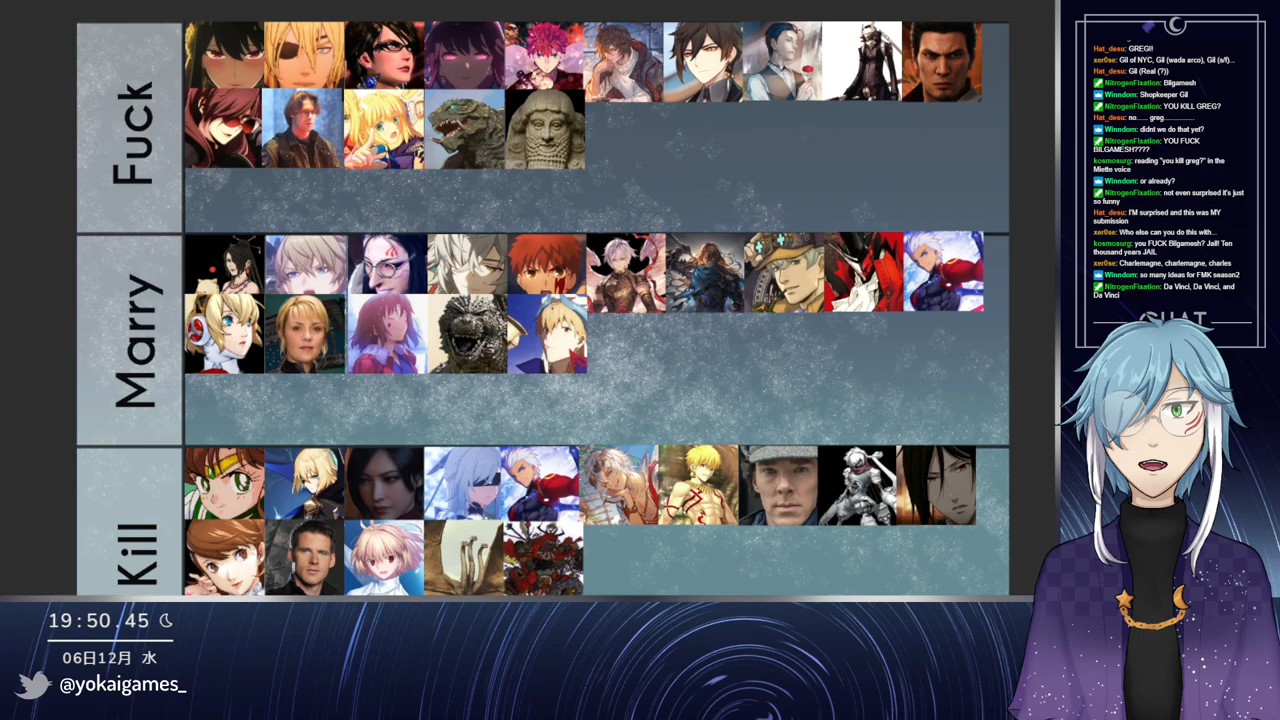 Fuck
Marry
Kill
Hat_desu: GREG!!
xer0se: Gil of NYC, Gil (wada arco), Gil (s/f)...
Hat_desu: Gil (Real (?))
NitrogenFixation: Bilgamesh
Winndom: Shopkeeper Gil
NitrogenFixation: YOU KILL GREG?
Hat_desu: no...... greg...............
Winndom: didnt we do that yet?
NitrogenFixation: YOU FUCK
BILGAMESH????
kosmosurg: reading "you kill greg?" in the
Miette voice
Winndom: or already?
NitrogenFixation: not even surprised it's just
so funny
Hat_desu: I'M surprised and this was MY
submission
xer0se: Who else can you do this with...
kosmosurg: you FUCK Bilgamesh? Jail! Ten
thousand years JAIL
xer0se: Charlemagne, charlemagne, charles
Winndom: so many ideas for FMK season2
NitrogenFixation: Da Vinci, Da Vinci, and
Da Vinci
CHAT
19:50.45
06日12月 水
@yokaigames_